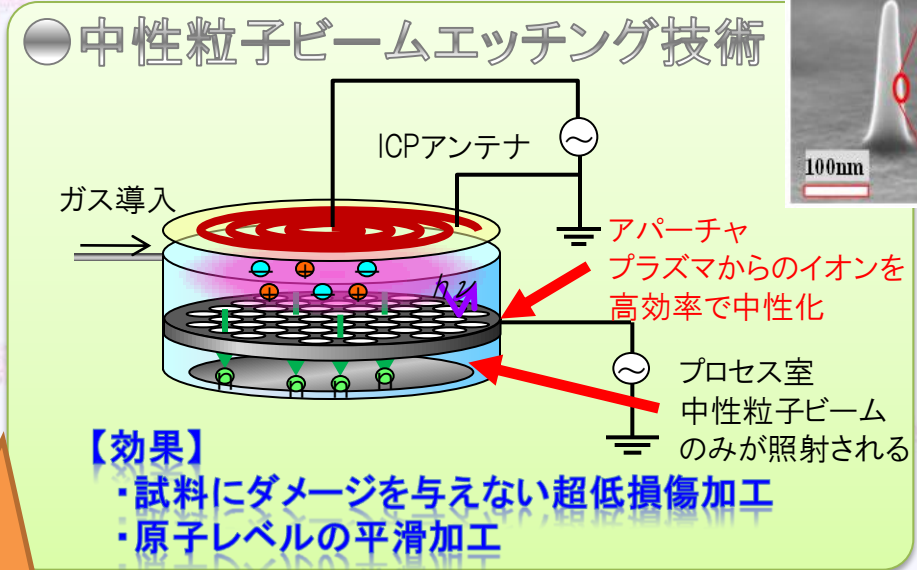 ●中性粒子ビームエッチング技術
100nm
ICPアンテナ
ガス導入
アパーチャ
プラズマからのイオンを
高効率で中性化
hν
プロセス室
中性粒子ビーム
のみが照射される
【効果】
・試料にダメージを与えない超低損傷加工
・原子レベルの平滑加工